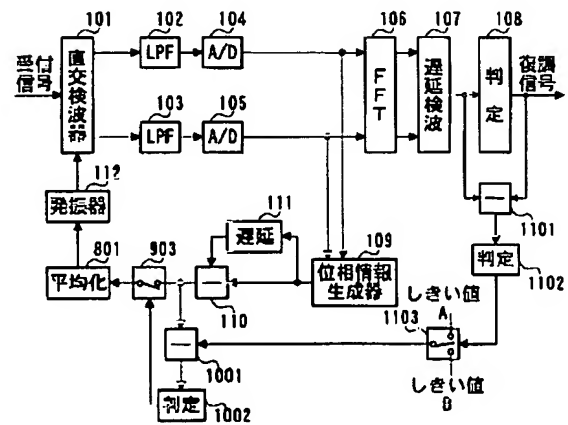 101
102
104
106
107
108
受付
信号
直交検波器
LPF
A/D
FFT
遅延検波
判定
復調
信号
103
105
LPF
A/D
112
発振器
111
遅延
109
位相情報
生成器
1101
判定
1102
801
平均化
903
110
しきい値
A
1103
しきい値
B
1001
判定
1002